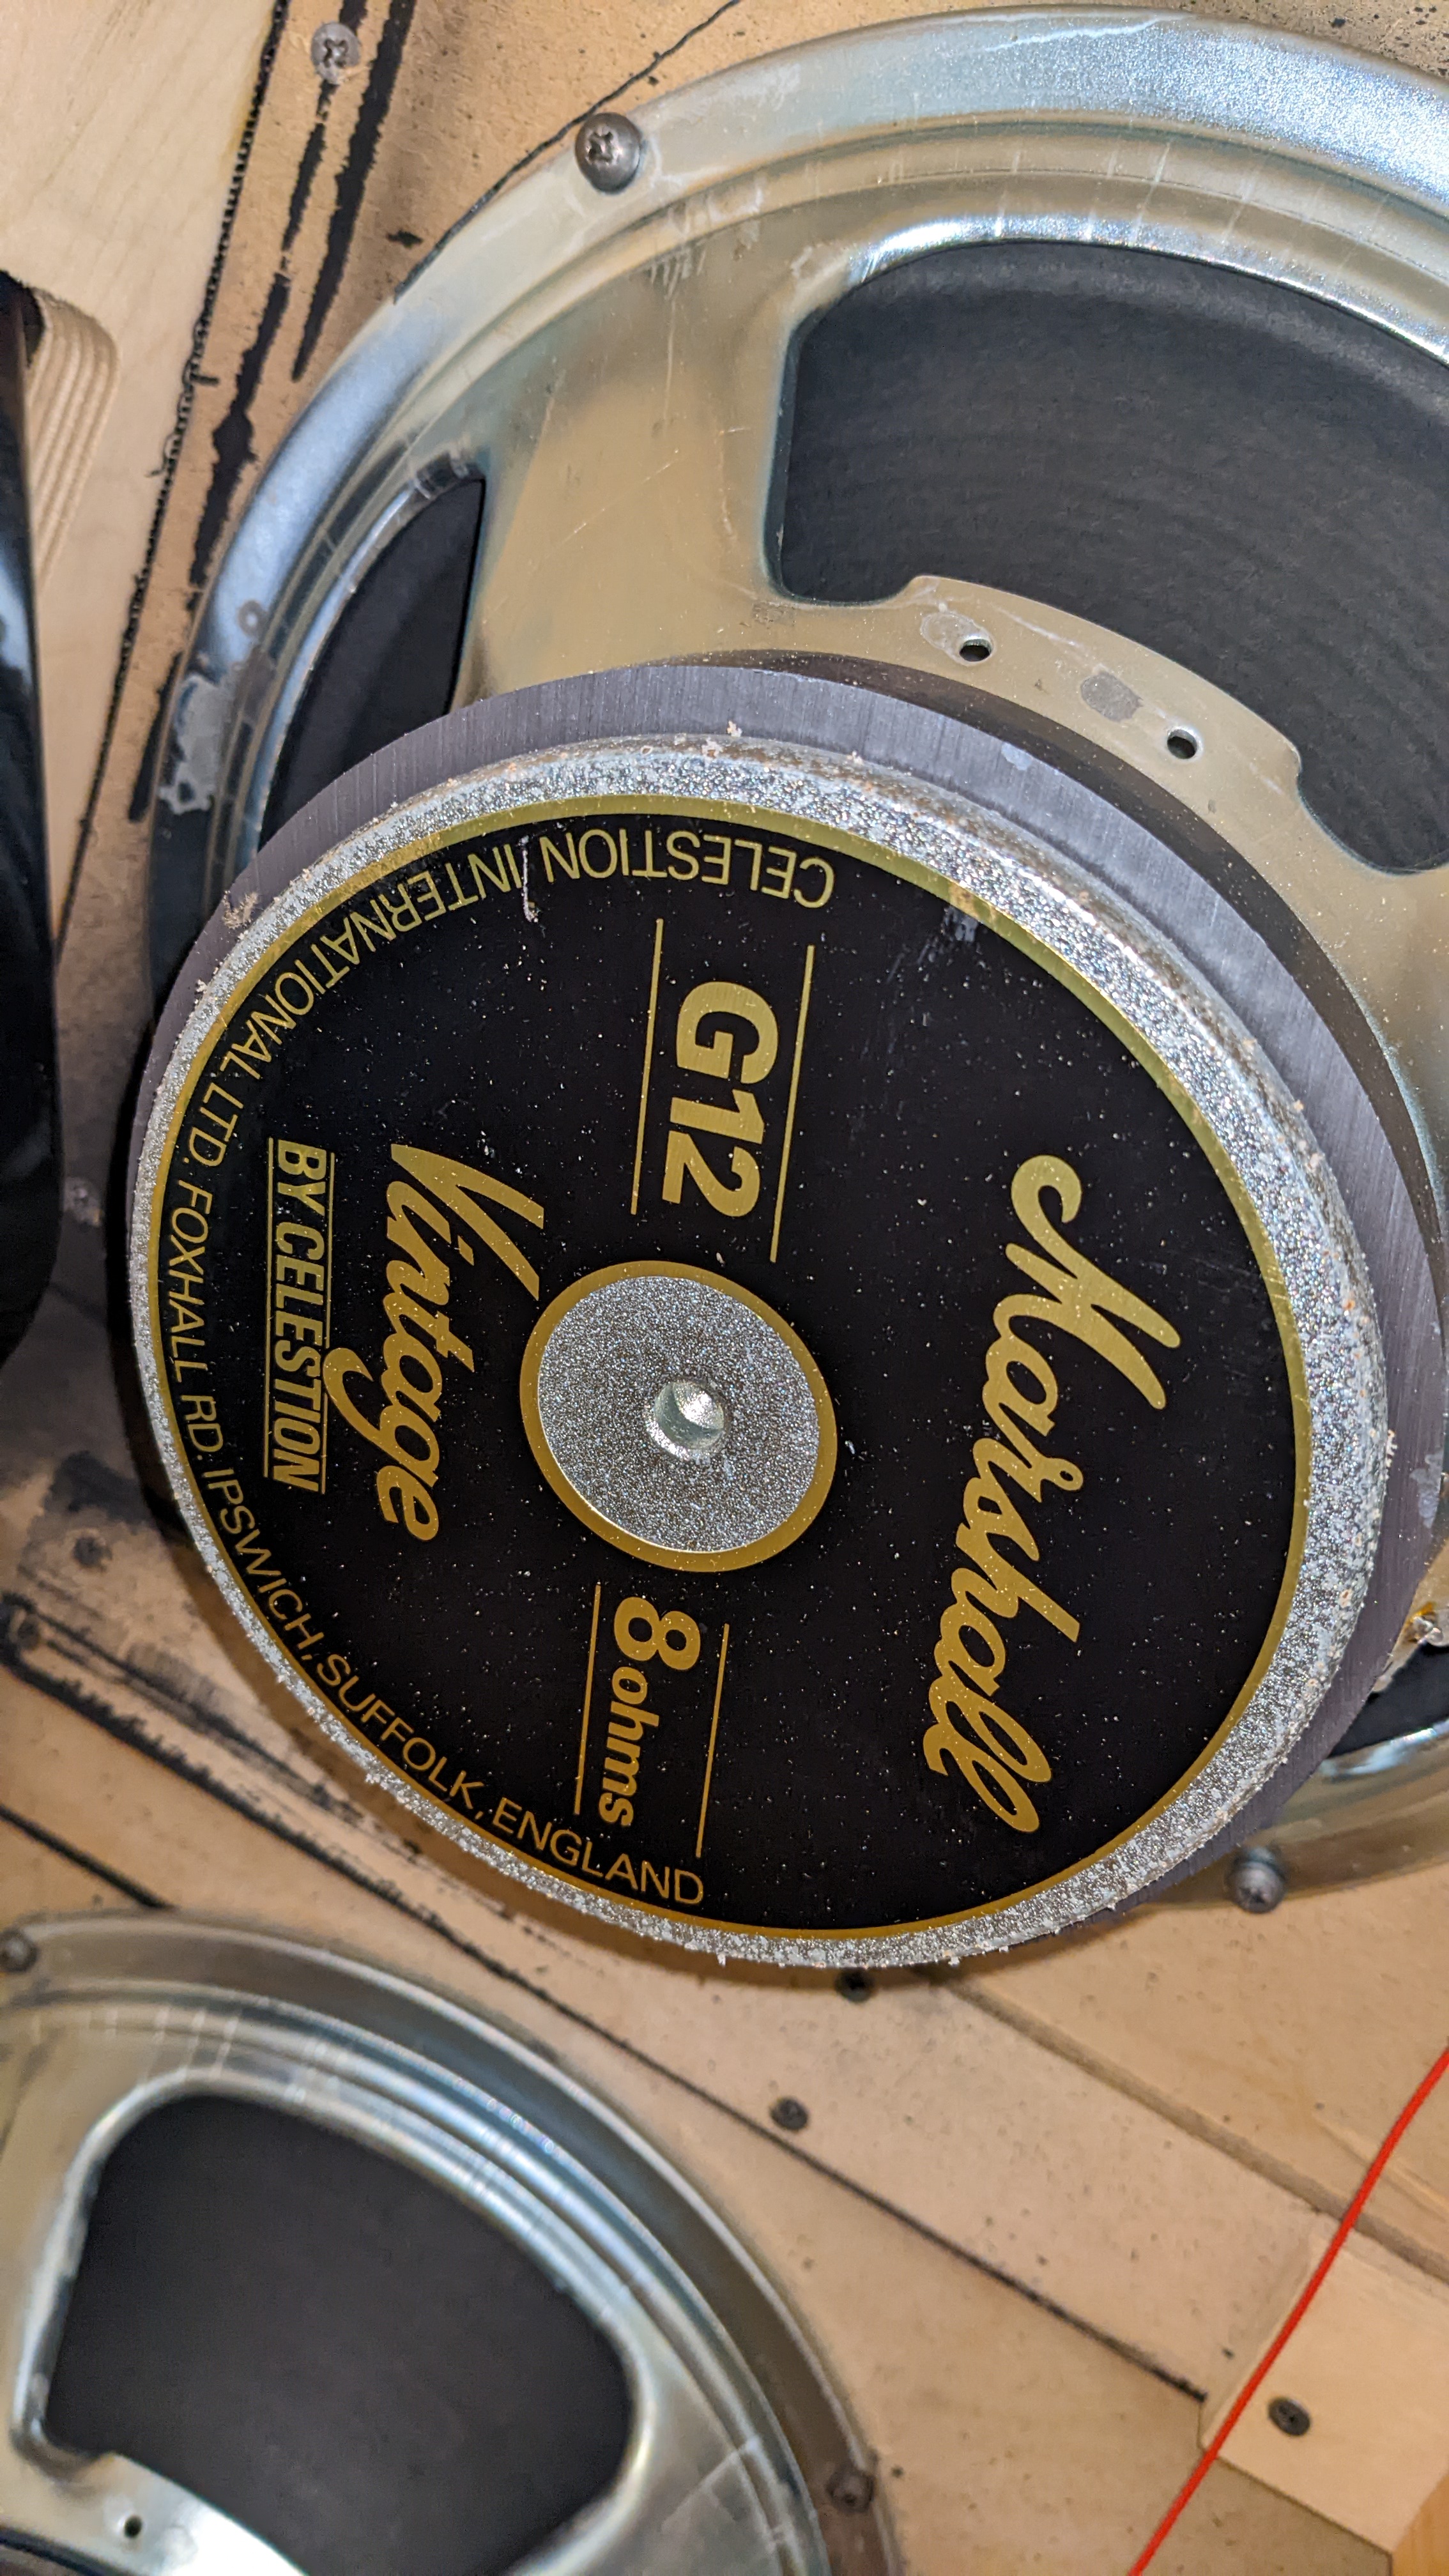 Marshall
G12
8 ohms
Vintage
BY CELESTION
CELESTION INTERNATIONAL LTD. FOXHALL RD. IPSWICH, SUFFOLK, ENGLAND